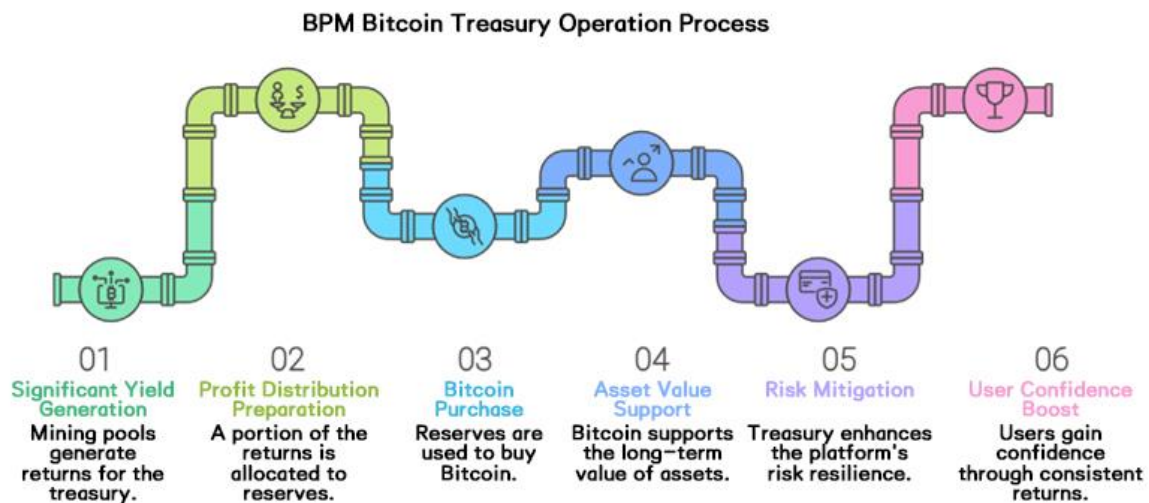 BPM Bitcoin Treasury Operation Process
01
Significant Yield
Generation
Mining pools
generate
returns for the
treasury.
02
Profit Distribution
Preparation
A portion of the
returns is
allocated to
reserves.
03
Bitcoin
Purchase
Reserves are
used to buy
Bitcoin.
04
Asset Value
Support
Bitcoin supports
the long-term
value of assets.
05
Risk Mitigation
Treasury enhances
the platform's
risk resilience.
06
User Confidence
Boost
Users gain
confidence
through consistent
returns.